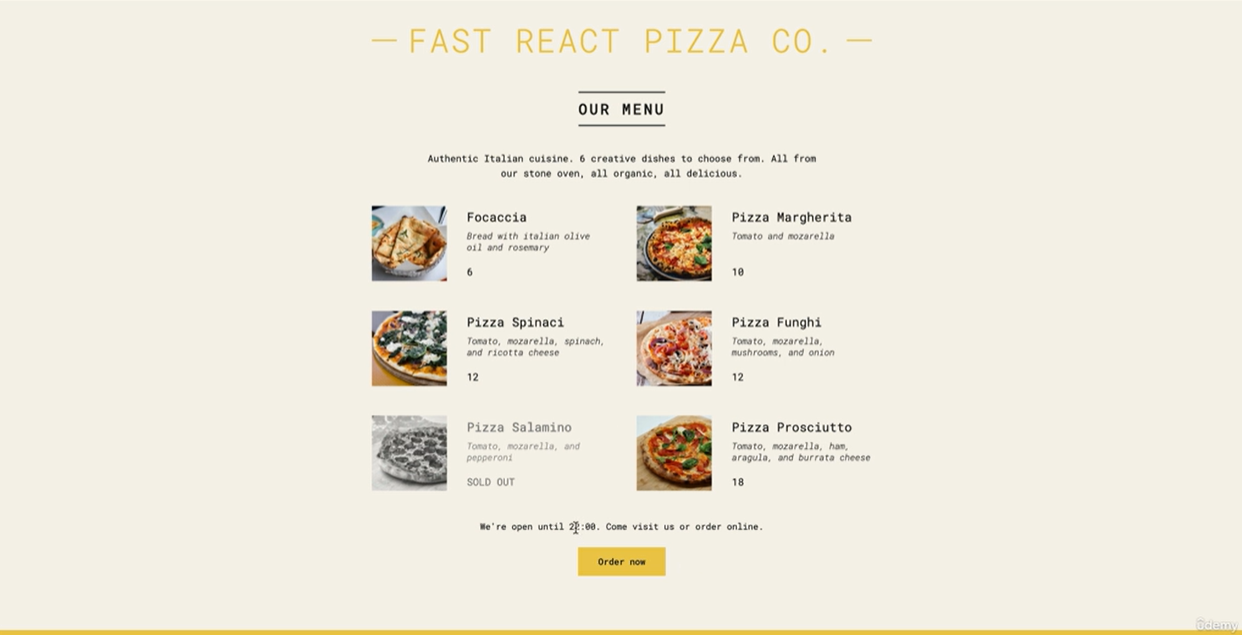 — FAST REACT PIZZA CO. —
OUR MENU
Authentic Italian cuisine. 6 creative dishes to choose from. All from
our stone oven, all organic, all delicious.
Focaccia
Bread with italian olive
oil and rosemary
6
Pizza Margherita
Tomato and mozarella
10
Pizza Spinaci
Tomato, mozarella, spinach,
and ricotta cheese
12
Pizza Funghi
Tomato, mozarella,
mushrooms, and onion
12
Pizza Salamino
Tomato, mozarella, and
pepperoni
SOLD OUT
Pizza Prosciutto
Tomato, mozarella, ham,
aragula, and burrata cheese
18
We're open until 22:00. Come visit us or order online.
Order now
ûdemy